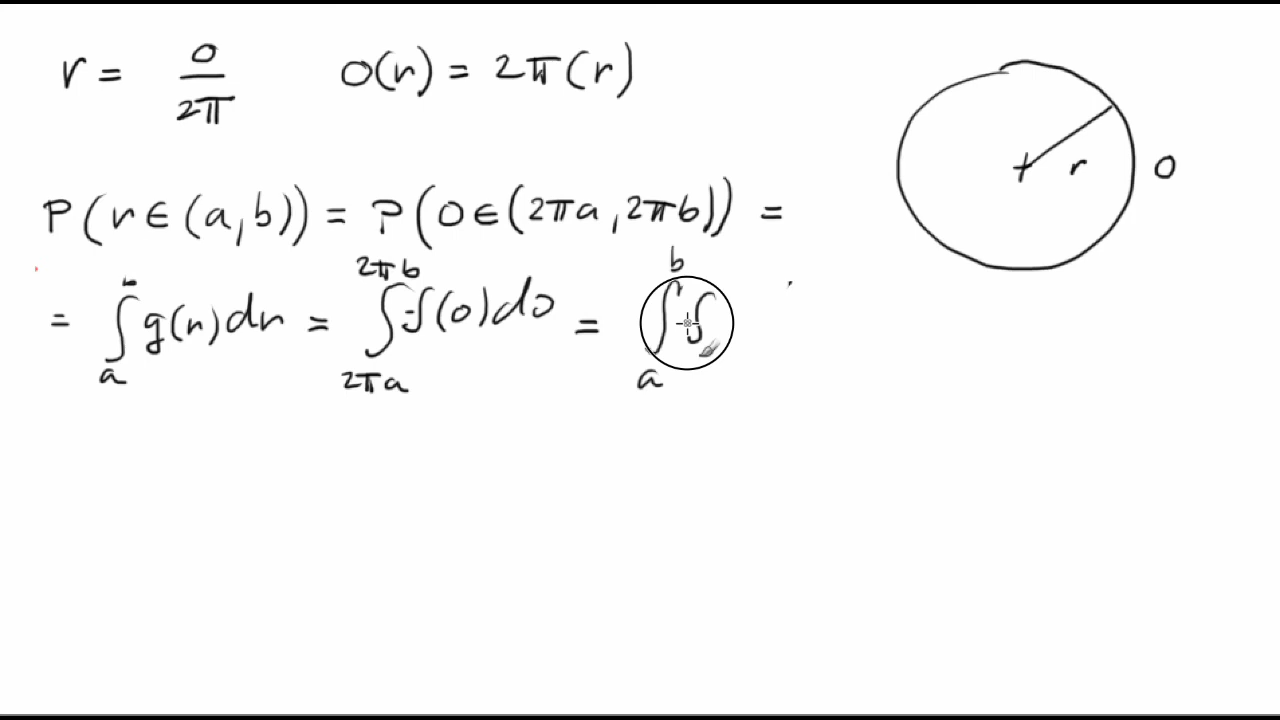 r = o/2π  o(r) = 2π(r)
r  o
P(r∈(a,b)) = P(o∈(2πa, 2πb)) =
= ∫_a^b g(r)dr = ∫_{2πa}^{2πb} f(o)do = ∫_a^b f